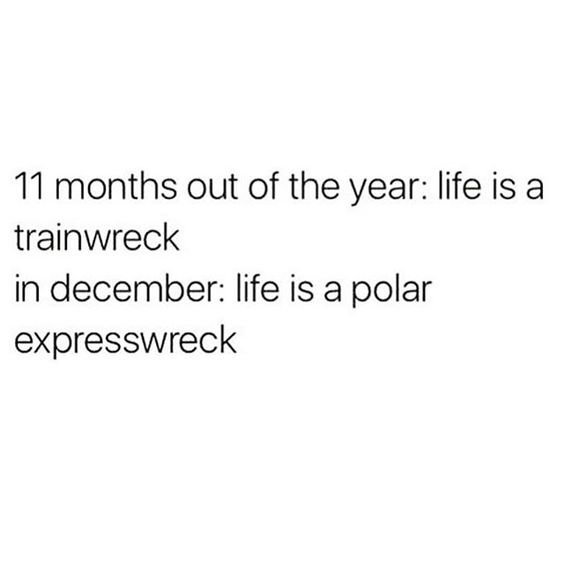 11 months out of the year: life is a
trainwreck
in december: life is a polar
expresswreck